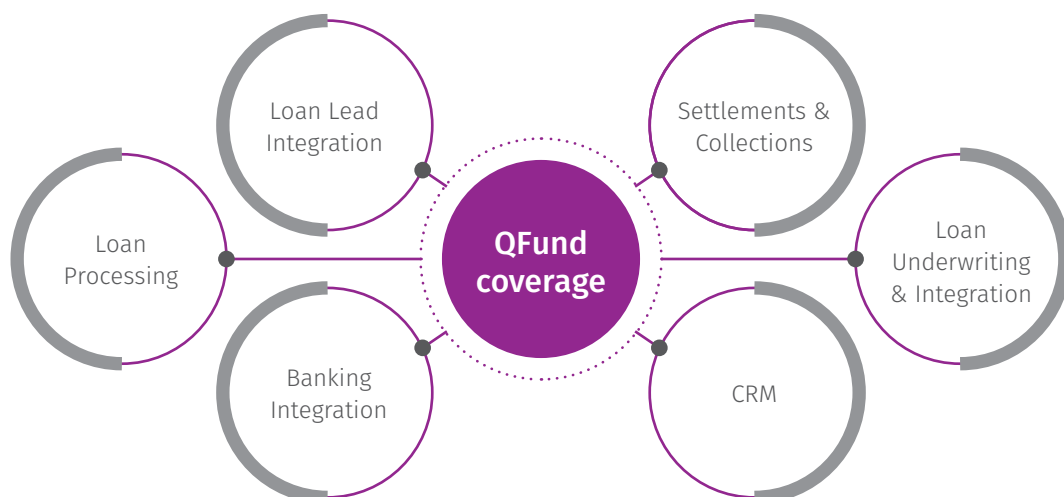 Loan Lead
Integration
Settlements &
Collections
Loan
Processing
QFund
coverage
Loan
Underwriting
& Integration
Banking
Integration
CRM